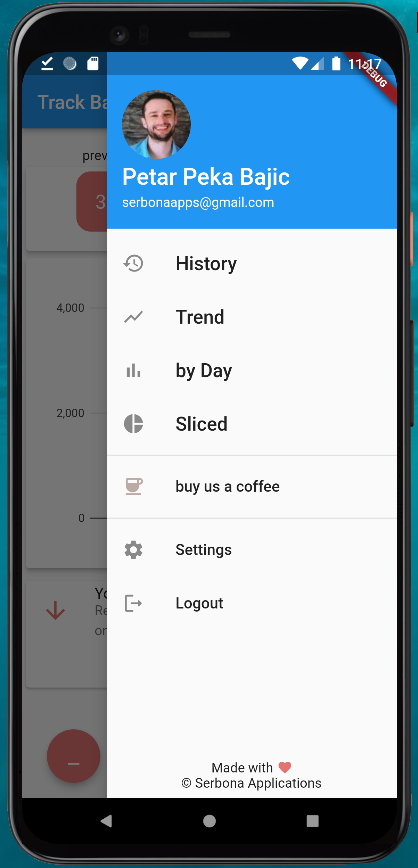 11:17
DEBUG
Track Ba
prev
3
4,000
2,000
0
Yo
Re
on
Petar Peka Bajic
serbonaapps@gmail.com
History
Trend
by Day
Sliced
buy us a coffee
Settings
Logout
Made with ❤
© Serbona Applications